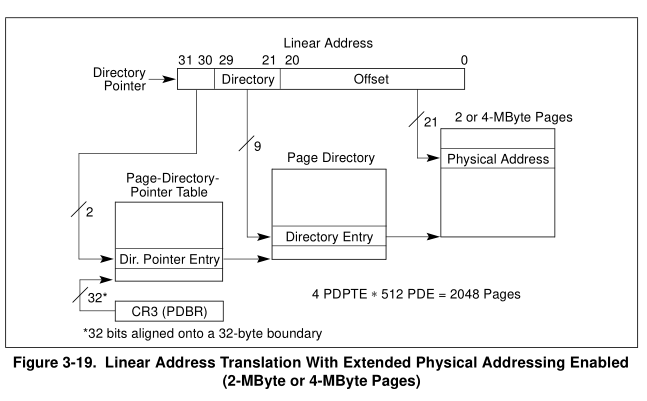 Linear Address
31 30 29 21 20 0
Directory Pointer
Directory
Offset
9
21
2 or 4-MByte Pages
Physical Address
Page Directory
Directory Entry
Page-Directory-
Pointer Table
2
Dir. Pointer Entry
32*
CR3 (PDBR)
4 PDPTE ∗ 512 PDE = 2048 Pages
*32 bits aligned onto a 32-byte boundary
Figure 3-19. Linear Address Translation With Extended Physical Addressing Enabled
(2-MByte or 4-MByte Pages)